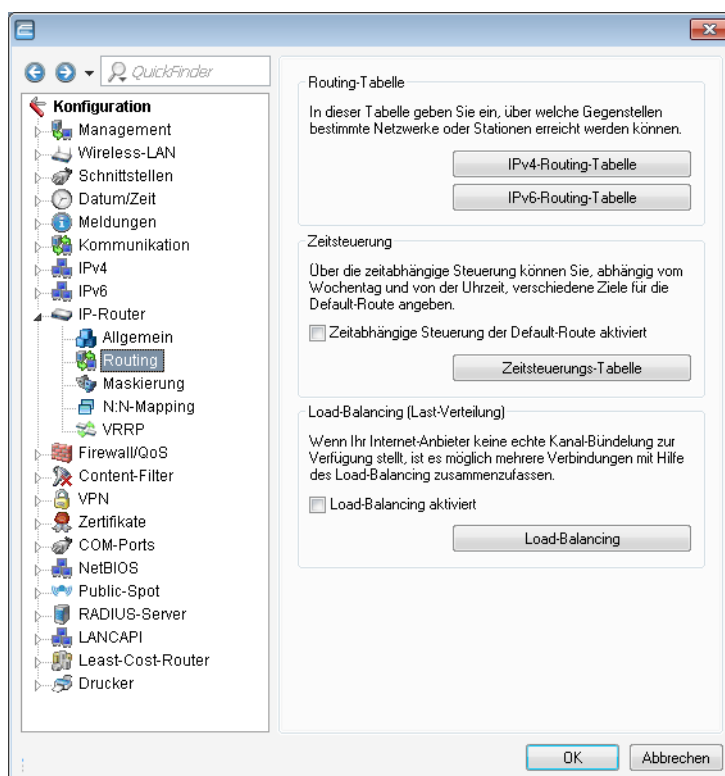 QuickFinder
Konfiguration
Management
Wireless-LAN
Schnittstellen
Datum/Zeit
Meldungen
Kommunikation
IPv4
IPv6
IP-Router
Allgemein
Routing
Maskierung
N:N-Mapping
VRRP
Firewall/QoS
Content-Filter
VPN
Zertifikate
COM-Ports
NetBIOS
Public-Spot
RADIUS-Server
LANCAPI
Least-Cost-Router
Drucker
Routing-Tabelle
In dieser Tabelle geben Sie ein, über welche Gegenstellen
bestimmte Netzwerke oder Stationen erreicht werden können.
IPv4-Routing-Tabelle
IPv6-Routing-Tabelle
Zeitsteuerung
Über die zeitabhängige Steuerung können Sie, abhängig vom
Wochentag und von der Uhrzeit, verschiedene Ziele für die
Default-Route angeben.
Zeitabhängige Steuerung der Default-Route aktiviert
Zeitsteuerungs-Tabelle
Load-Balancing (Last-Verteilung)
Wenn Ihr Internet-Anbieter keine echte Kanal-Bündelung zur
Verfügung stellt, ist es möglich mehrere Verbindungen mit Hilfe
des Load-Balancing zusammenzufassen.
Load-Balancing aktiviert
Load-Balancing
OK
Abbrechen